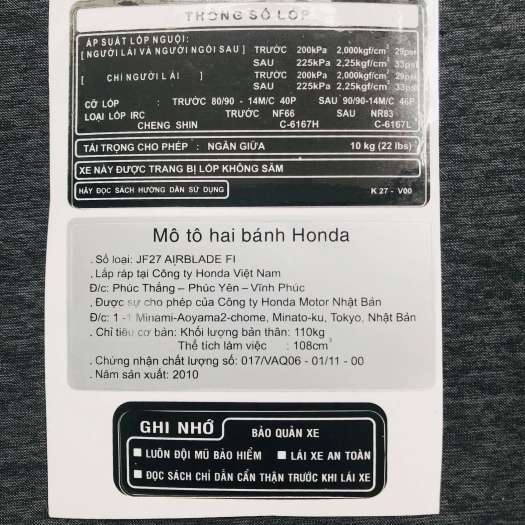 THÔNG SỐ LỐP
ÁP SUẤT LỐP NGUỘI:
[ NGƯỜI LÁI VÀ NGƯỜI NGỒI SAU ] TRƯỚC 200kPa 2,000kgf/cm² 29psi
SAU 225kPa 2,25kgf/cm² 33psi
[ CHỈ NGƯỜI LÁI ] TRƯỚC 200kPa 2,000kgf/cm² 29psi
SAU 225kPa 2,25kgf/cm² 33psi
CỠ LỐP : TRƯỚC 80/90 - 14M/C 40P SAU 90/90-14M/C 46P
LOẠI LỐP IRC TRƯỚC NF66 SAU NR83
CHENG SHIN C-6167H C-6167L
TẢI TRỌNG CHO PHÉP : NGĂN GIỮA 10 kg (22 lbs)
XE NÀY ĐƯỢC TRANG BỊ LỐP KHÔNG SĂM
HÃY ĐỌC SÁCH HƯỚNG DẪN SỬ DỤNG K 27 - V00
Mô tô hai bánh Honda
. Số loại: JF27 AIRBLADE FI
. Lắp ráp tại Công ty Honda Việt Nam
Đ/c: Phúc Thắng – Phúc Yên – Vĩnh Phúc
. Được sự cho phép của Công ty Honda Motor Nhật Bản
Đ/c: 1 -1 Minami-Aoyama2-chome, Minato-ku, Tokyo, Nhật Bản
. Chỉ tiêu cơ bản: Khối lượng bản thân: 110kg
Thể tích làm việc : 108cm³
. Chứng nhận chất lượng số: 017/VAQ06 - 01/11 - 00
. Năm sản xuất: 2010
GHI NHỚ BẢO QUẢN XE
■ LUÔN ĐỘI MŨ BẢO HIỂM ■ LÁI XE AN TOÀN
■ ĐỌC SÁCH CHỈ DẪN CẨN THẬN TRƯỚC KHI LÁI XE